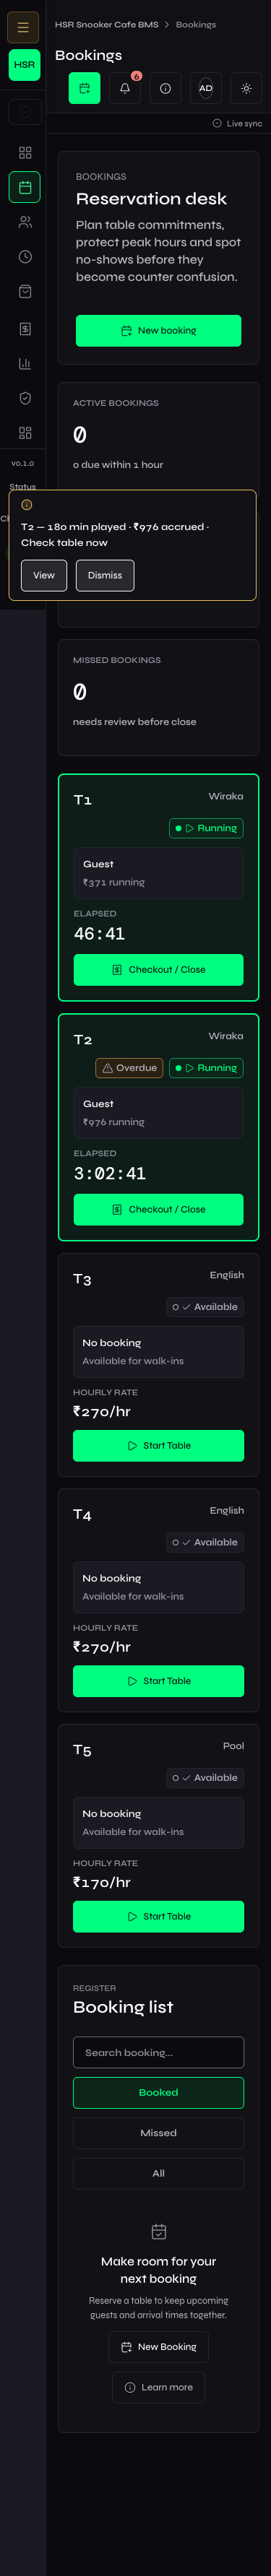 HSR Snooker Cafe BMS > Bookings
HSR
Bookings
6
AD
Live sync
BOOKINGS
Reservation desk
Plan table commitments,
protect peak hours and spot
no-shows before they
become counter confusion.
New booking
ACTIVE BOOKINGS
0
0 due within 1 hour
v0.1.0
Status
T2 — 180 min played · ₹976 accrued ·
Check table now
View
Dismiss
MISSED BOOKINGS
0
needs review before close
T1
Wiraka
Running
Guest
₹371 running
ELAPSED
46:41
Checkout / Close
T2
Wiraka
Overdue
Running
Guest
₹976 running
ELAPSED
3:02:41
Checkout / Close
T3
English
Available
No booking
Available for walk-ins
HOURLY RATE
₹270/hr
Start Table
T4
English
Available
No booking
Available for walk-ins
HOURLY RATE
₹270/hr
Start Table
T5
Pool
Available
No booking
Available for walk-ins
HOURLY RATE
₹170/hr
Start Table
REGISTER
Booking list
Search booking...
Booked
Missed
All
Make room for your
next booking
Reserve a table to keep upcoming
guests and arrival times together.
New Booking
Learn more